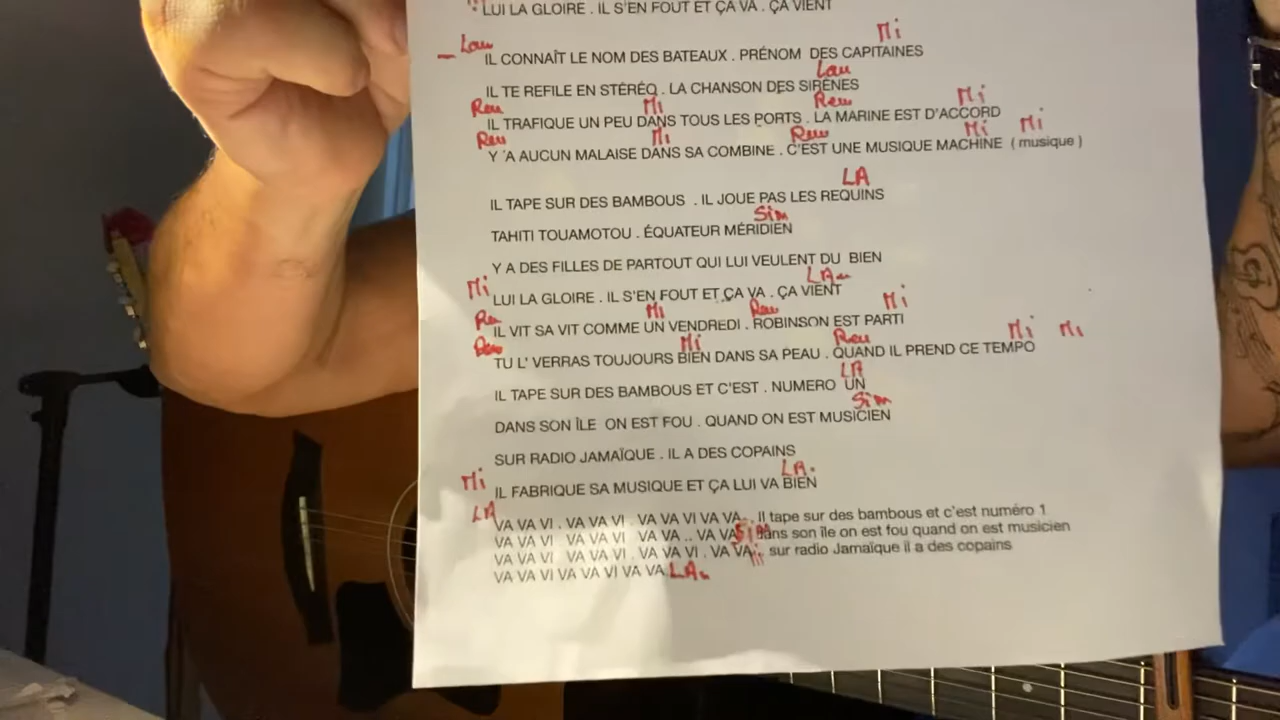 LUI LA GLOIRE . IL S'EN FOUT ET ÇA VA . ÇA VIENT
Lam Mi
IL CONNAÎT LE NOM DES BATEAUX . PRÉNOM DES CAPITAINES
Lam
IL TE REFILE EN STÉRÉO . LA CHANSON DES SIRÈNES
Rem Mi Rem Mi
IL TRAFIQUE UN PEU DANS TOUS LES PORTS . LA MARINE EST D'ACCORD
Rem Mi Rem Mi Mi
Y 'A AUCUN MALAISE DANS SA COMBINE . C'EST UNE MUSIQUE MACHINE ( musique )
LA
IL TAPE SUR DES BAMBOUS . IL JOUE PAS LES REQUINS
Sim
TAHITI TOUAMOTOU . ÉQUATEUR MÉRIDIEN
Y A DES FILLES DE PARTOUT QUI LUI VEULENT DU BIEN
Mi LA
LUI LA GLOIRE . IL S'EN FOUT ET ÇA VA . ÇA VIENT
Rem Mi Rem Mi
IL VIT SA VIT COMME UN VENDREDI . ROBINSON EST PARTI
Rem Mi Rem Mi Mi
TU L' VERRAS TOUJOURS BIEN DANS SA PEAU . QUAND IL PREND CE TEMPO
LA
IL TAPE SUR DES BAMBOUS ET C'EST . NUMERO UN
Sim
DANS SON ÎLE ON EST FOU . QUAND ON EST MUSICIEN
SUR RADIO JAMAÏQUE . IL A DES COPAINS
Mi LA.
IL FABRIQUE SA MUSIQUE ET ÇA LUI VA BIEN
LA
VA VA VI . VA VA VI . VA VA VI VA VA . Il tape sur des bambous et c'est numéro 1
VA VA VI VA VA VI VA VA .. VA VA dans son île on est fou quand on est musicien
VA VA VI VA VA VI . VA VA VI . VA VA . sur radio Jamaïque il a des copains
VA VA VI VA VA VI VA VA LA